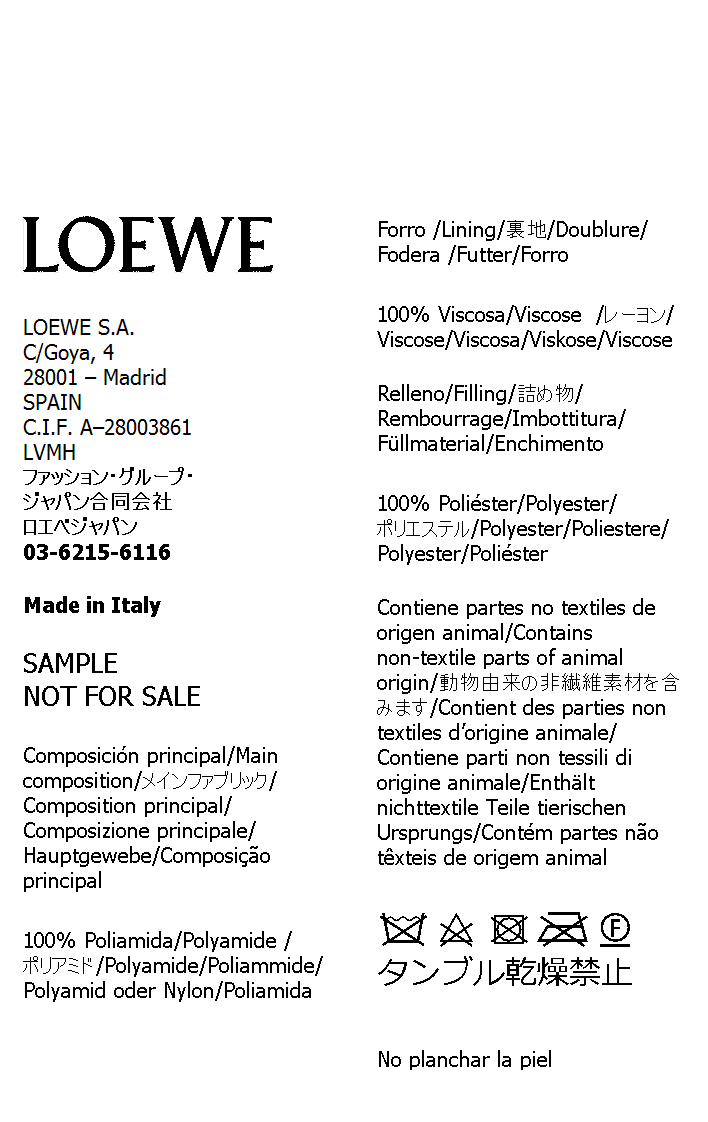 LOEWE
LOEWE S.A.
C/Goya, 4
28001 – Madrid
SPAIN
C.I.F. A–28003861
LVMH
ファッション・グループ・
ジャパン合同会社
ロエベジャパン
03-6215-6116
Made in Italy
SAMPLE
NOT FOR SALE
Composición principal/Main
composition/メインファブリック/
Composition principal/
Composizione principale/
Hauptgewebe/Composição
principal
100% Poliamida/Polyamide /
ポリアミド/Polyamide/Poliammide/
Polyamid oder Nylon/Poliamida
Forro /Lining/裏地/Doublure/
Fodera /Futter/Forro
100% Viscosa/Viscose /レーヨン/
Viscose/Viscosa/Viskose/Viscose
Relleno/Filling/詰め物/
Rembourrage/Imbottitura/
Füllmaterial/Enchimento
100% Poliéster/Polyester/
ポリエステル/Polyester/Poliestere/
Polyester/Poliéster
Contiene partes no textiles de
origen animal/Contains
non-textile parts of animal
origin/動物由来の非繊維素材を含
みます/Contient des parties non
textiles d’origine animale/
Contiene parti non tessili di
origine animale/Enthält
nichttextile Teile tierischen
Ursprungs/Contém partes não
têxteis de origem animal
F
タンブル乾燥禁止
No planchar la piel